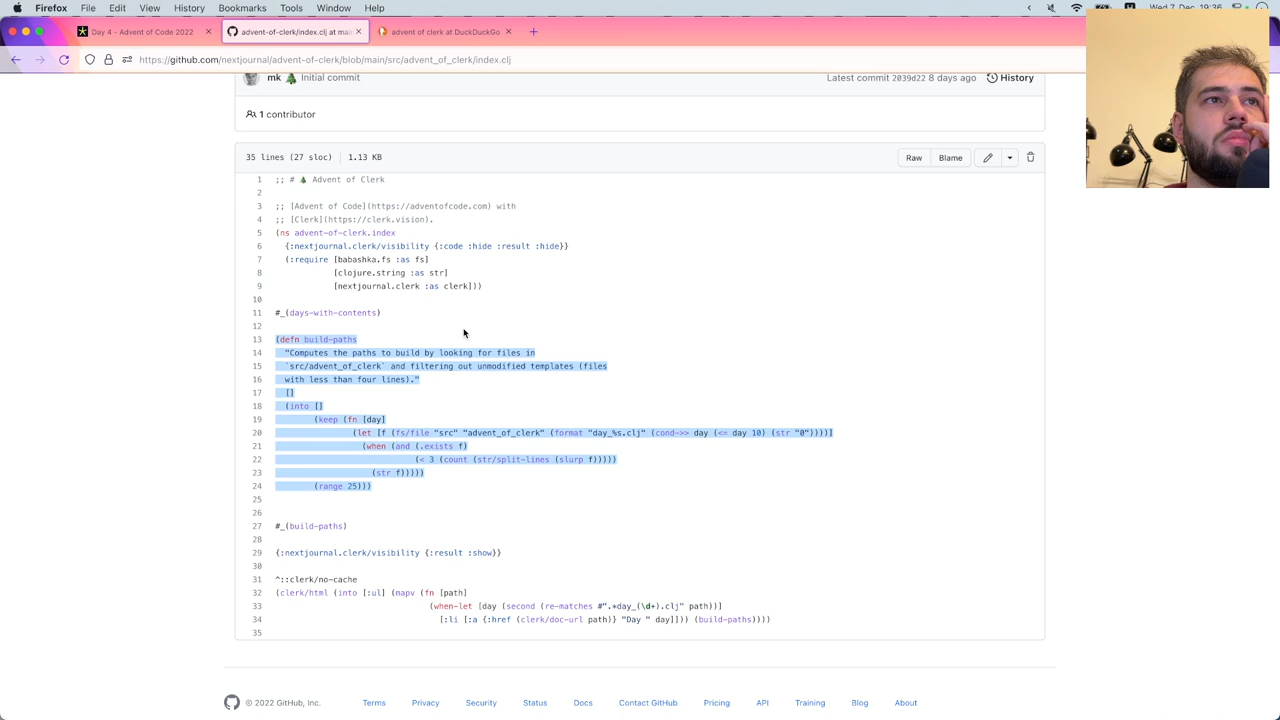 Firefox File Edit View History Bookmarks Tools Window Help
Day 4 - Advent of Code 2022
advent-of-clerk/index.clj at mai
advent of clerk at DuckDuckGo
https://github.com/nextjournal/advent-of-clerk/blob/main/src/advent_of_clerk/index.clj
mk 🎄 Initial commit
Latest commit 2039d22 8 days ago
History
1 contributor
35 lines (27 sloc)
1.13 KB
Raw
Blame
1 ;; # 🎄 Advent of Clerk
2
3 ;; [Advent of Code](https://adventofcode.com) with
4 ;; [Clerk](https://clerk.vision).
5 (ns advent-of-clerk.index
6 {:nextjournal.clerk/visibility {:code :hide :result :hide}}
7 (:require [babashka.fs :as fs]
8 [clojure.string :as str]
9 [nextjournal.clerk :as clerk]))
10
11 #_(days-with-contents)
12
13 (defn build-paths
14 "Computes the paths to build by looking for files in
15 `src/advent_of_clerk` and filtering out unmodified templates (files
16 with less than four lines)."
17 []
18 (into []
19 (keep (fn [day]
20 (let [f (fs/file "src" "advent_of_clerk" (format "day_%s.clj" (cond->> day (<= day 10) (str "0"))))]
21 (when (and (.exists f)
22 (< 3 (count (str/split-lines (slurp f)))))
23 (str f)))))
24 (range 25)))
25
26
27 #_(build-paths)
28
29 {:nextjournal.clerk/visibility {:result :show}}
30
31 ^::clerk/no-cache
32 (clerk/html (into [:ul] (napv (fn [path]
33 (when-let [day (second (re-matches #".*day_(\d+).clj" path))]
34 [:li [:a {:href (clerk/doc-url path)} "Day " day]])) (build-paths))))
35
© 2022 GitHub, Inc.
Terms
Privacy
Security
Status
Docs
Contact GitHub
Pricing
API
Training
Blog
About